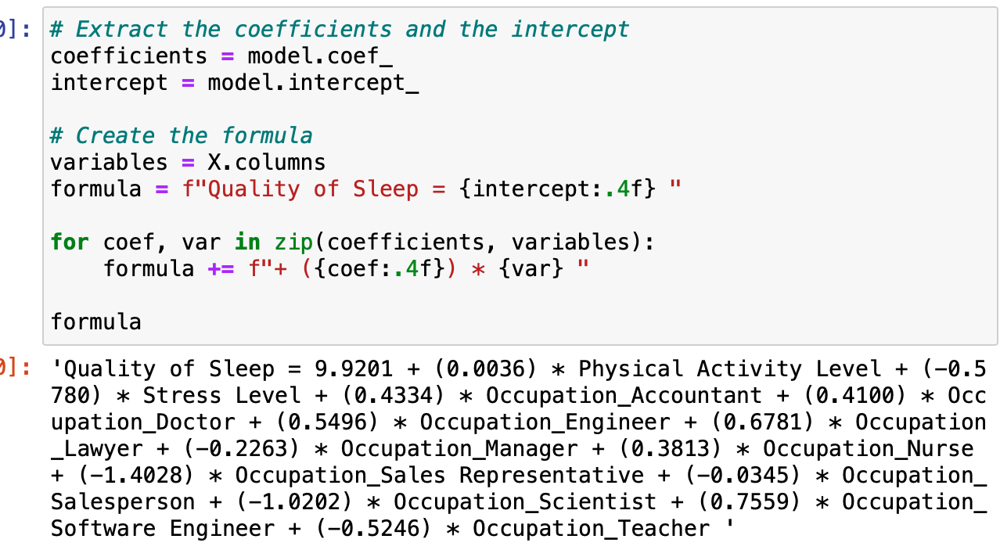 0]: # Extract the coefficients and the intercept
coefficients = model.coef_
intercept = model.intercept_
# Create the formula
variables = X.columns
formula = f"Quality of Sleep = {intercept:.4f} "
for coef, var in zip(coefficients, variables):
    formula += f"+ ({coef:.4f}) * {var} "
formula
0]: 'Quality of Sleep = 9.9201 + (0.0036) * Physical Activity Level + (-0.5
780) * Stress Level + (0.4334) * Occupation_Accountant + (0.4100) * Occ
upation_Doctor + (0.5496) * Occupation_Engineer + (0.6781) * Occupation
_Lawyer + (-0.2263) * Occupation_Manager + (0.3813) * Occupation_Nurse
+ (-1.4028) * Occupation_Sales Representative + (-0.0345) * Occupation_
Salesperson + (-1.0202) * Occupation_Scientist + (0.7559) * Occupation_
Software Engineer + (-0.5246) * Occupation_Teacher '